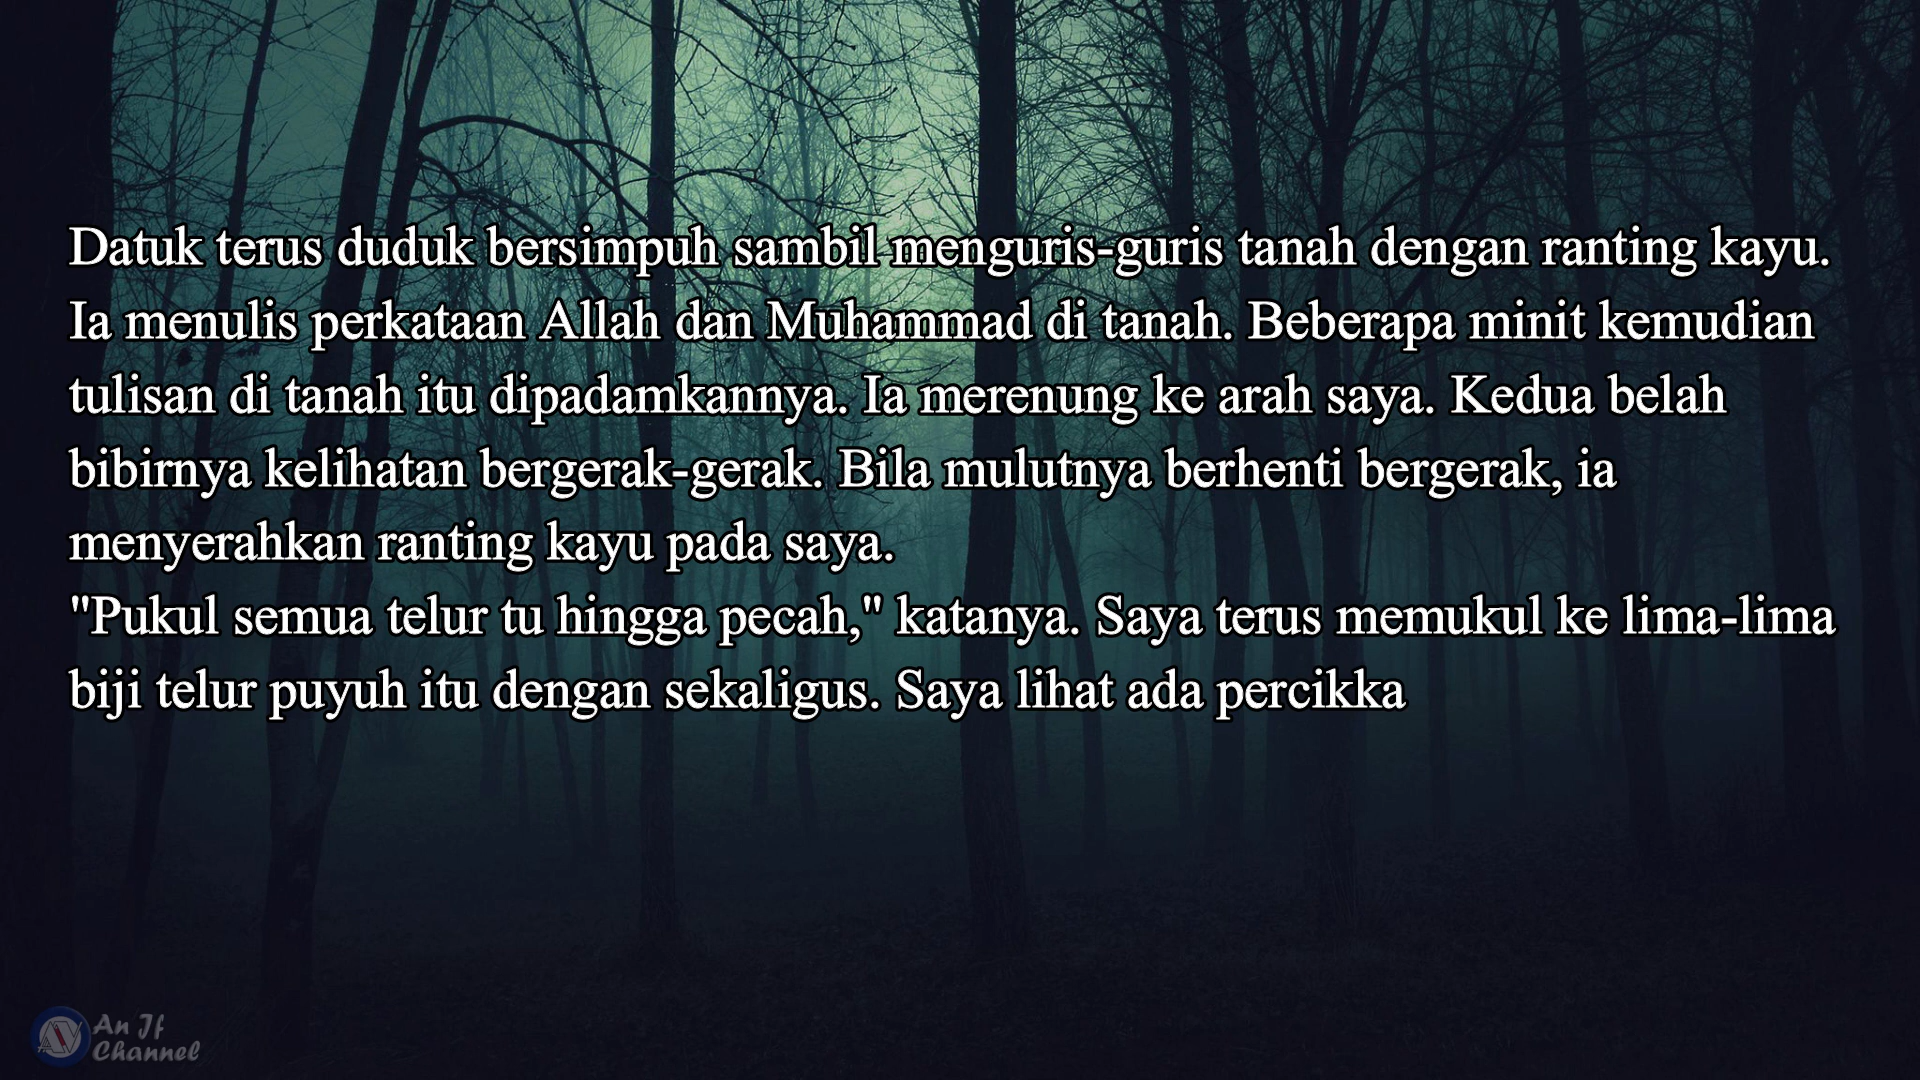 Datuk terus duduk bersimpuh sambil menguris-guris tanah dengan ranting kayu.
Ia menulis perkataan Allah dan Muhammad di tanah. Beberapa minit kemudian
tulisan di tanah itu dipadamkannya. Ia merenung ke arah saya. Kedua belah
bibirnya kelihatan bergerak-gerak. Bila mulutnya berhenti bergerak, ia
menyerahkan ranting kayu pada saya.
"Pukul semua telur tu hingga pecah," katanya. Saya terus memukul ke lima-lima
biji telur puyuh itu dengan sekaligus. Saya lihat ada percikka
An If
Channel